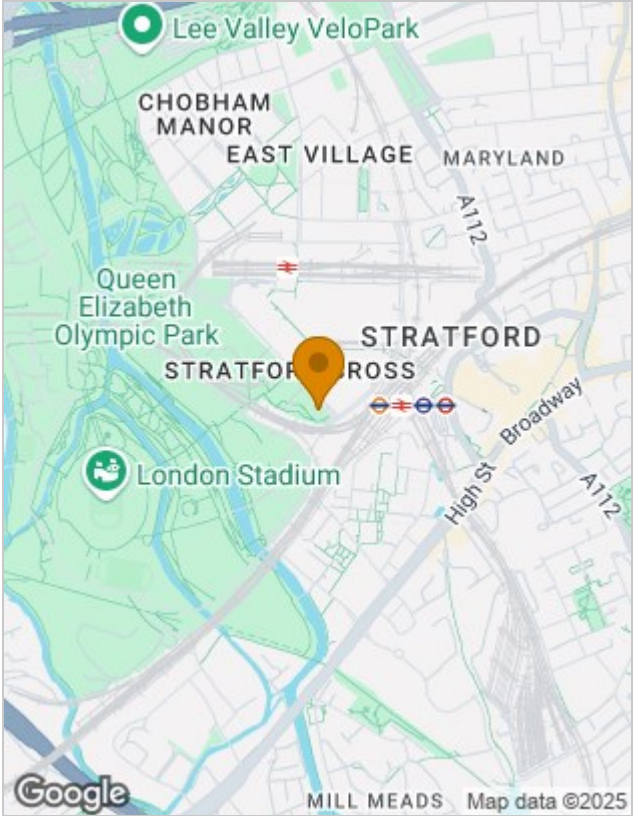 Lee Valley VeloPark
CHOBHAM
MANOR
EAST VILLAGE
MARYLAND
A112
Queen
Elizabeth
Olympic Park
STRATFORD
STRATFOR CROSS
Broadway
London Stadium
High St
A112
Google
MILL MEADS
Map data ©2025